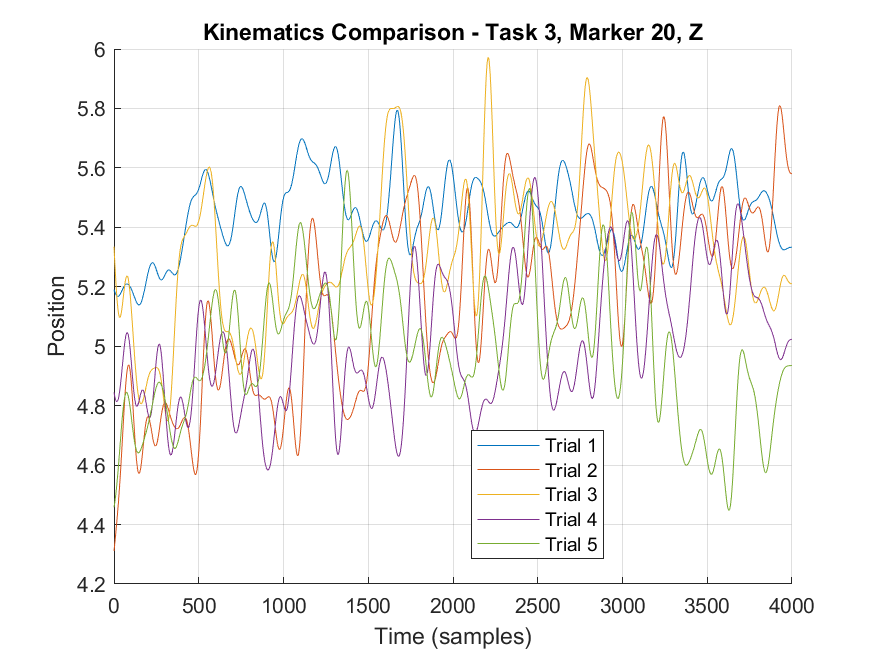 Kinematics Comparison - Task 3, Marker 20, Z
6
5.8
5.6
5.4
5.2
5
4.8
4.6
4.4
4.2
Position
Trial 1
Trial 2
Trial 3
Trial 4
Trial 5
0 500 1000 1500 2000 2500 3000 3500 4000
Time (samples)